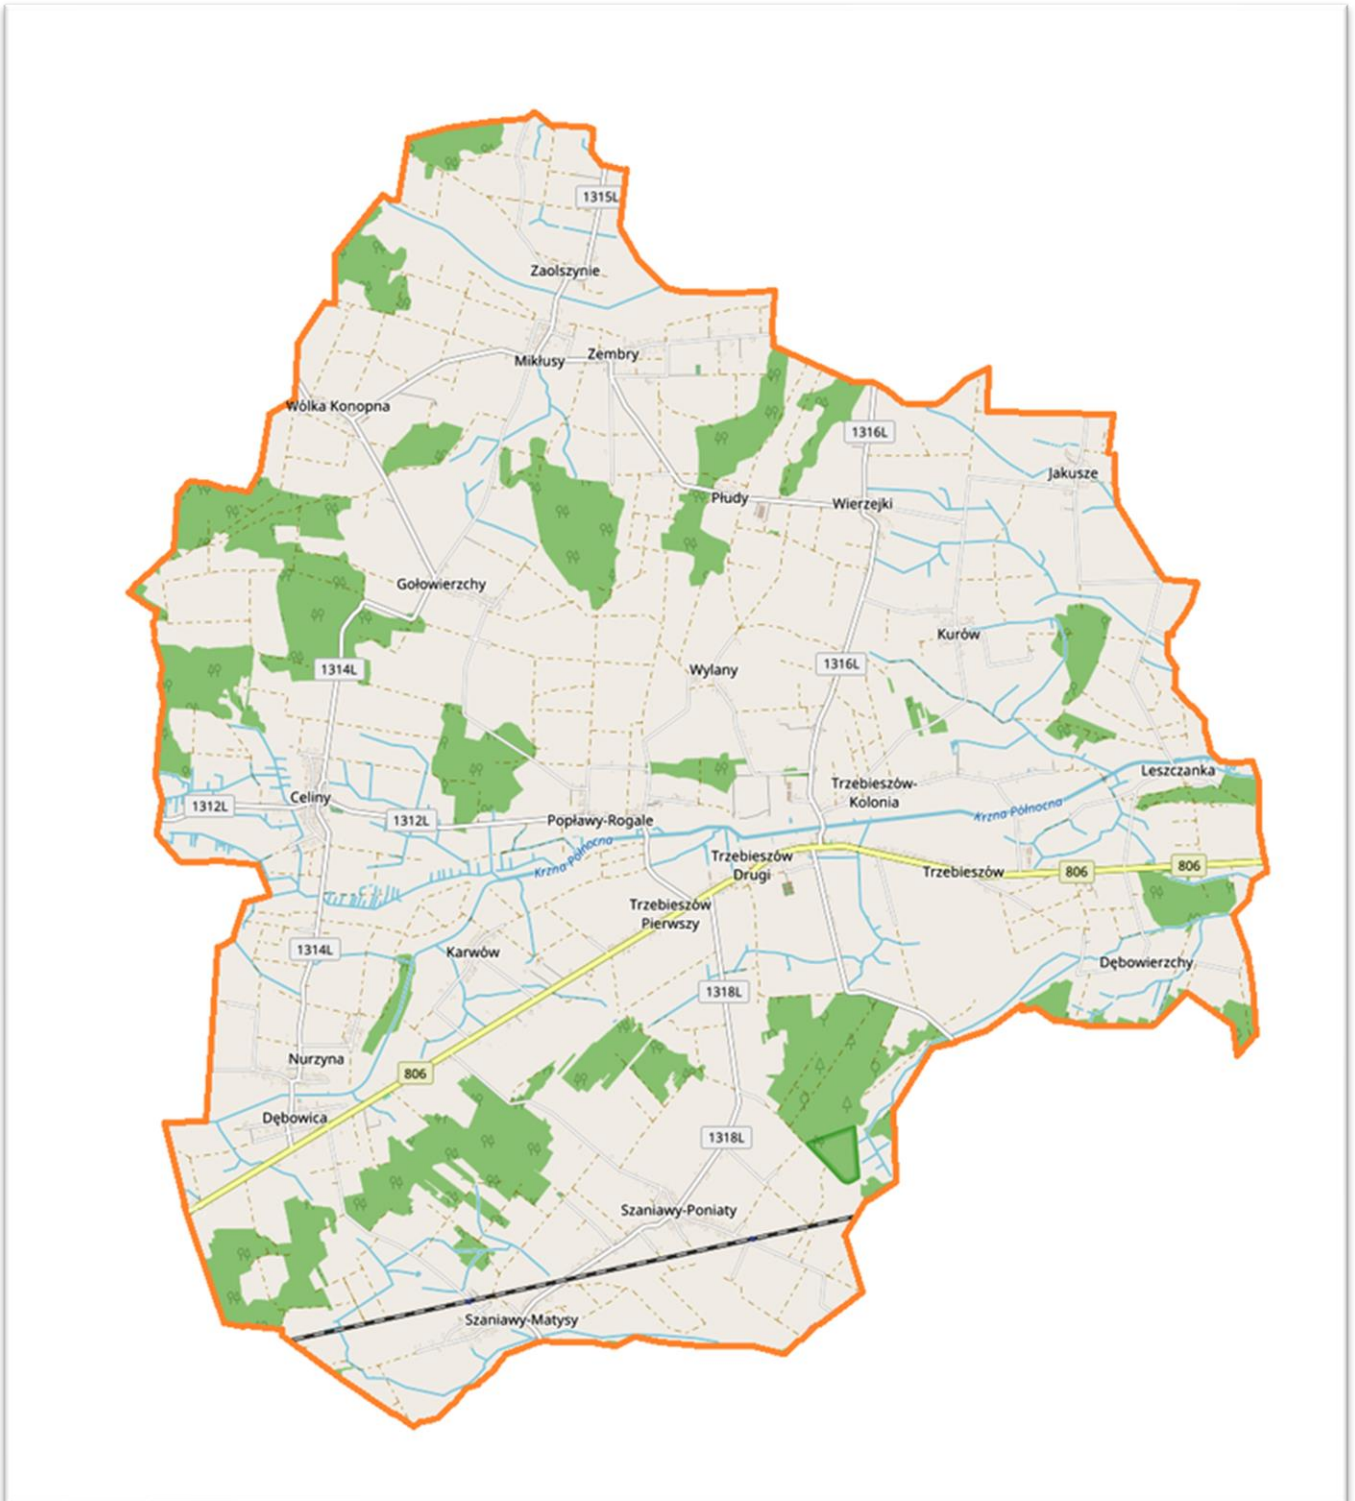 1315L
Zaolszynie
Mikłusy
Zembry
Wólka Konopna
1316L
Jakusze
Płudy
Wierzejki
Gołowierzchy
Kurów
1314L
Wylany
1316L
Leszczanka
Trzebieszów-
Kolonia
Celiny
1312L
1312L
Popławy-Rogale
Krzna Północna
Krzna Północna
Trzebieszów
Drugi
Trzebieszów
806
806
Trzebieszów
Pierwszy
1314L
Karwów
Dębowierzchy
1318L
Nurzyna
806
Dębowica
1318L
Szaniawy-Poniaty
Szaniawy-Matysy